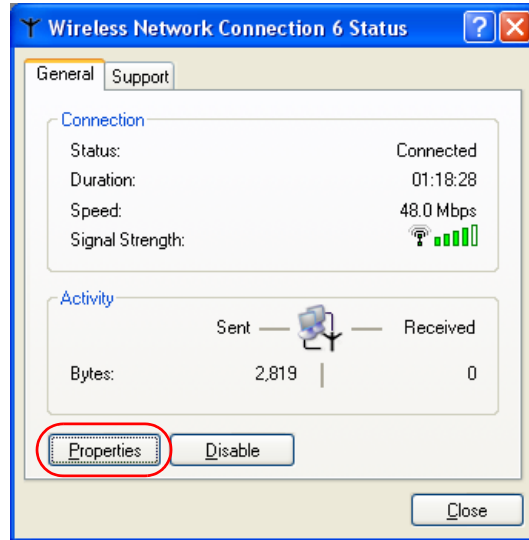 Wireless Network Connection 6 Status
General Support
Connection
Status: Connected
Duration: 01:18:28
Speed: 48.0 Mbps
Signal Strength:
Activity
Sent Received
Bytes: 2,819 0
Properties Disable
Close